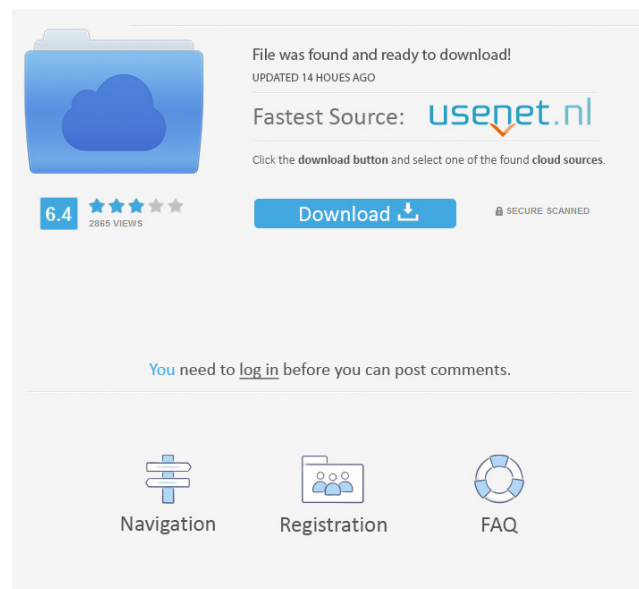 File was found and ready to download!
UPDATED 14 HOUES AGO
Fastest Source: usenet.nl
Click the download button and select one of the found cloud sources.
6.4
2865 VIEWS
Download
SECURE SCANNED
You need to log in before you can post comments.
Navigation
Registration
FAQ